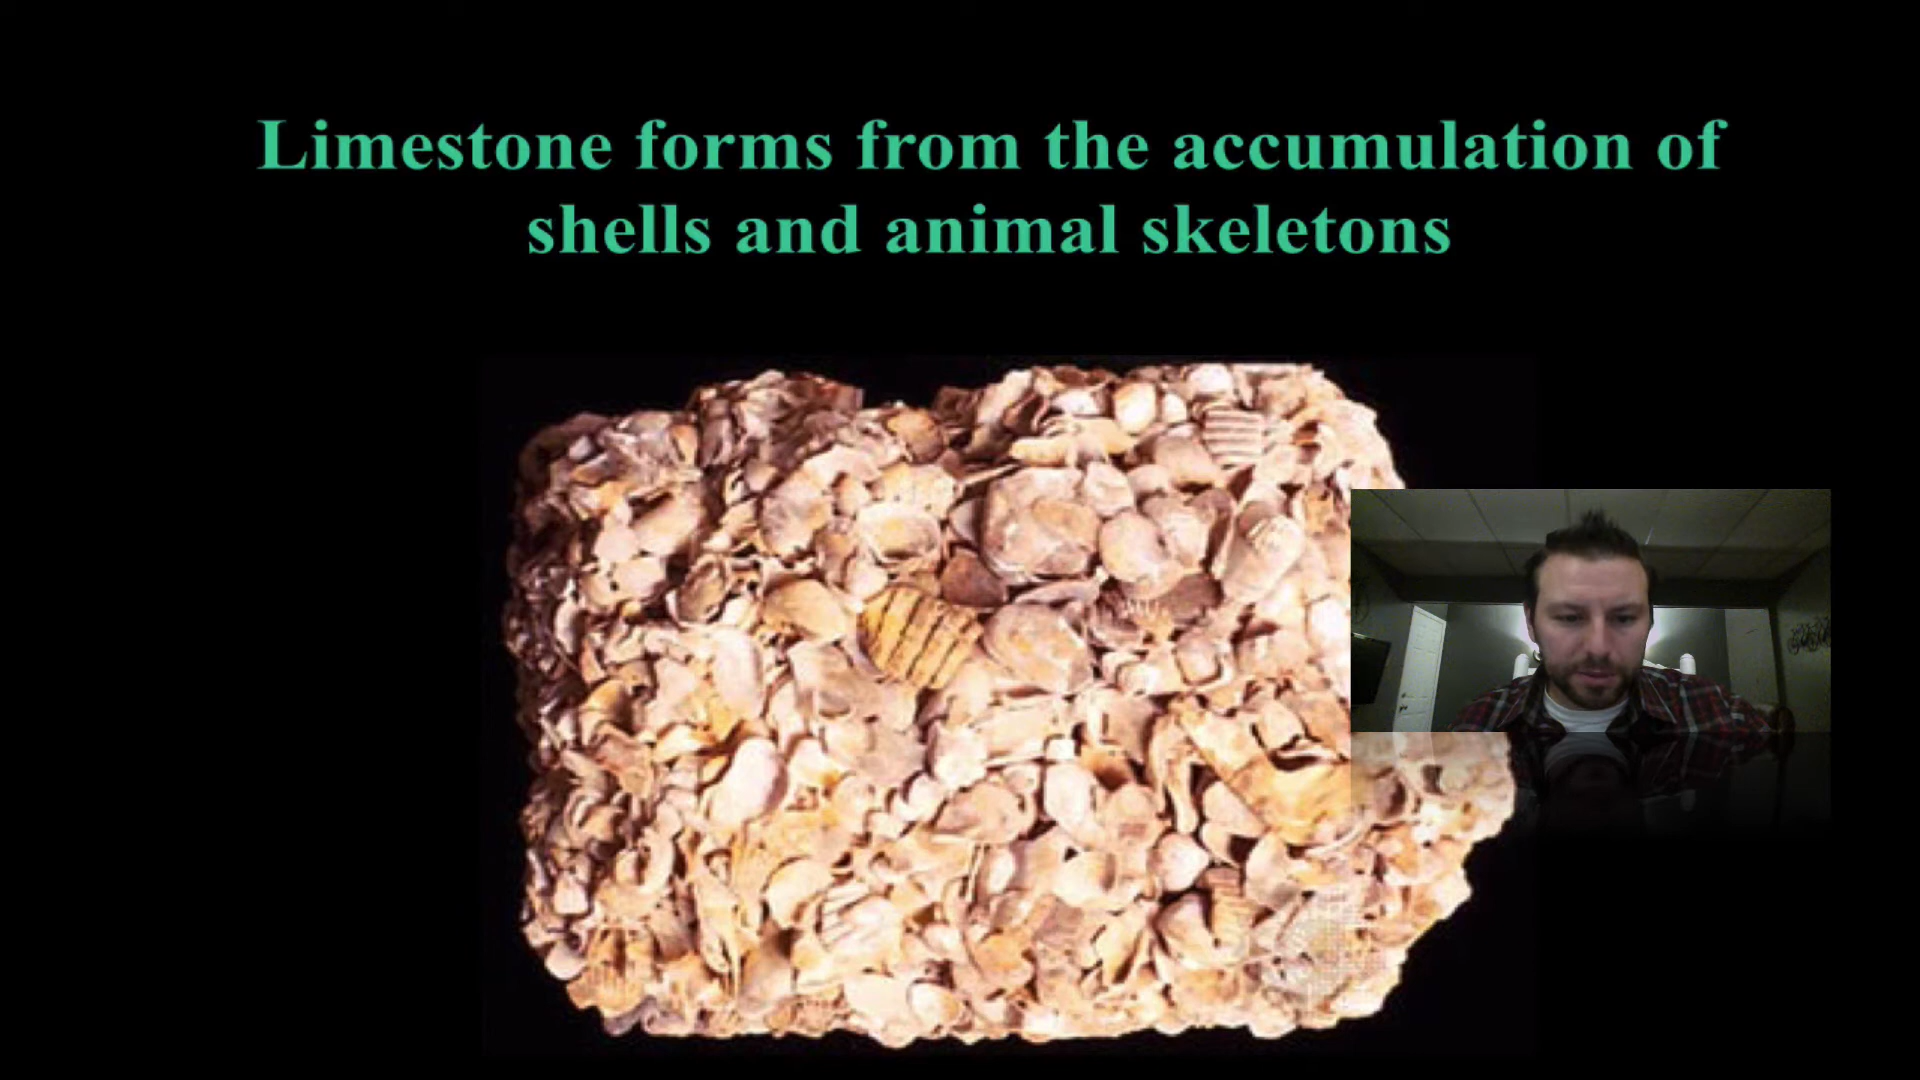 Limestone forms from the accumulation of
shells and animal skeletons